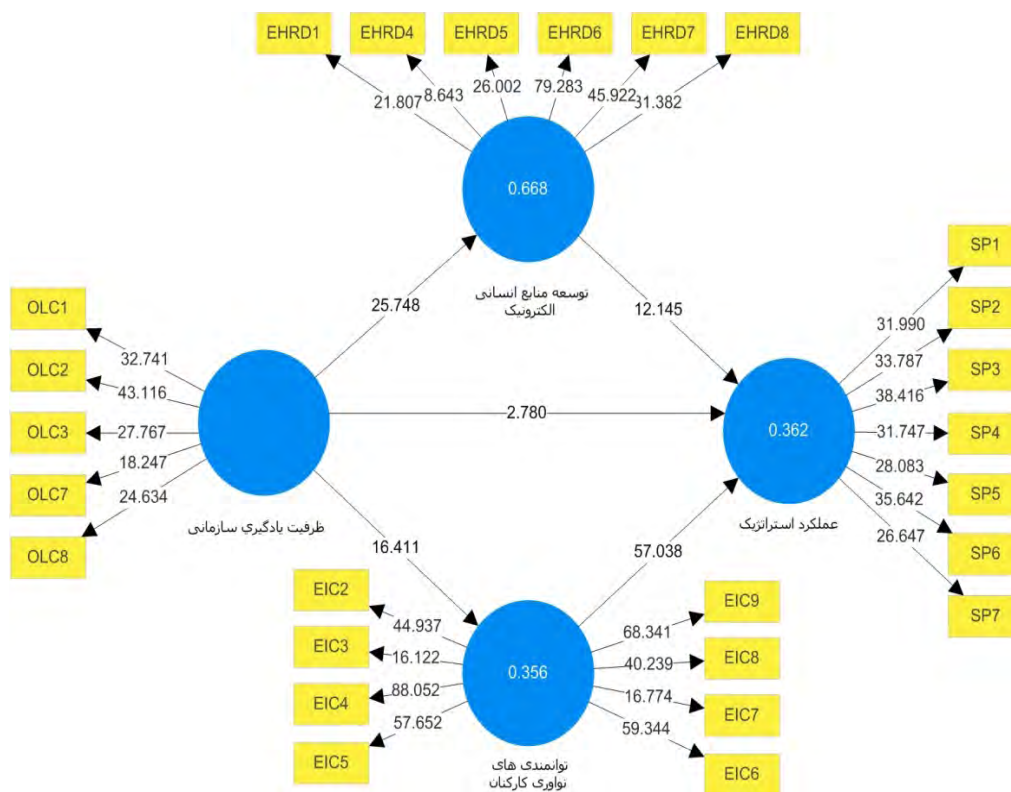 EHRD1 EHRD4 EHRD5 EHRD6 EHRD7 EHRD8
21.807 8.643 26.002 79.283 45.922 31.382
0.668
توسعه منابع انسانی
الکترونیک
25.748
12.145
OLC1
OLC2
OLC3
OLC7
OLC8
32.741
43.116
27.767
18.247
24.634
ظرفیت یادگیری سازمانی
2.780
SP1
SP2
SP3
SP4
SP5
SP6
SP7
31.990
33.787
38.416
31.747
28.083
35.642
26.647
0.362
عملکرد استراتژیک
16.411
57.038
EIC2
EIC3
EIC4
EIC5
44.937
16.122
88.052
57.652
0.356
EIC9
EIC8
EIC7
EIC6
68.341
40.239
16.774
59.344
توانمندی های
نواوری کارکنان